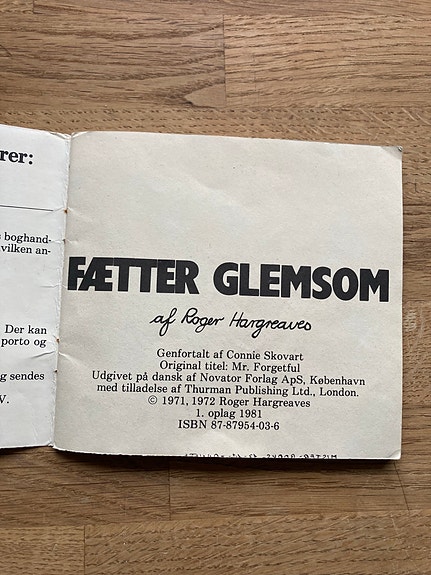 rer:
boghand-
vilken an-
Der kan
porto og
g sendes
V.
FÆTTER GLEMSOM
af Roger Hargreaves
Genfortalt af Connie Skovart
Original titel: Mr. Forgetful
Udgivet på dansk af Novator Forlag ApS, København
med tilladelse af Thurman Publishing Ltd., London.
© 1971, 1972 Roger Hargreaves
1. oplag 1981
ISBN 87-87954-03-6